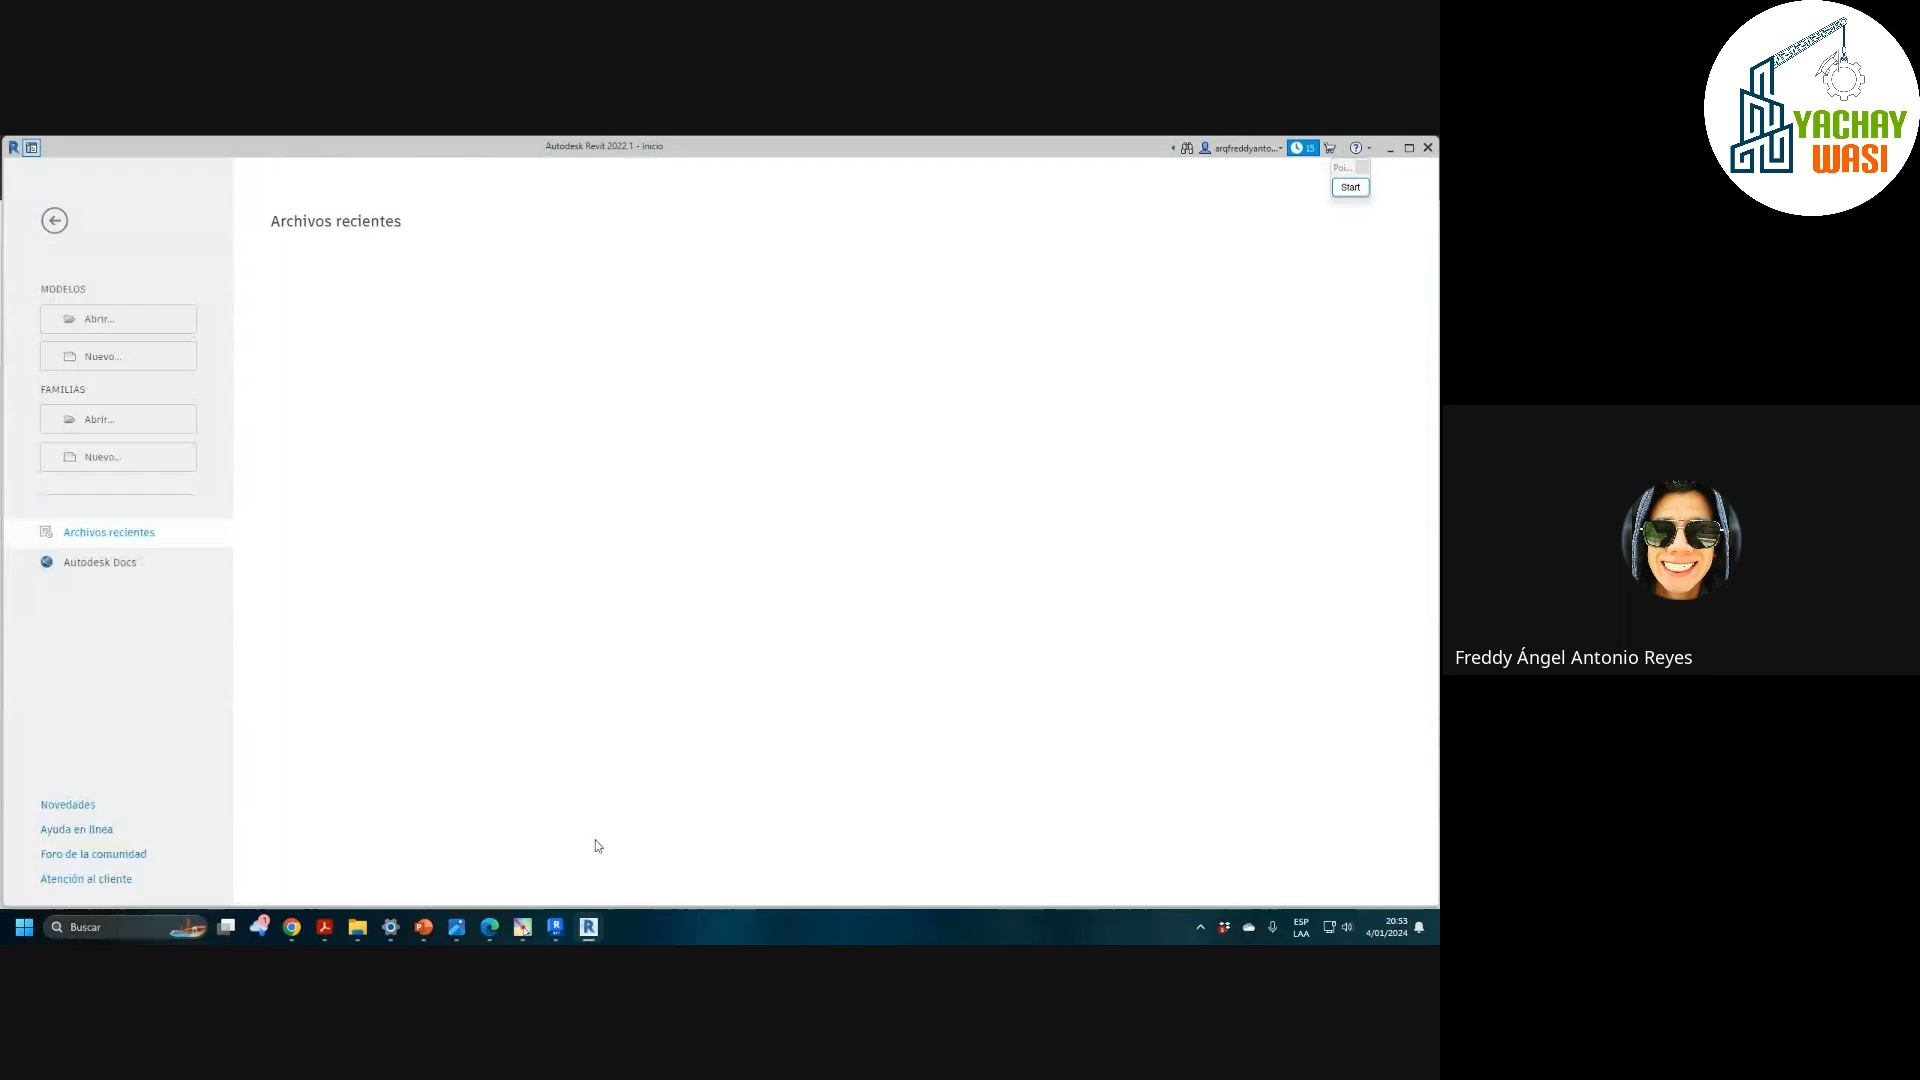 Autodesk Revit 2022.1 - Inicio
arqfreddyanto...
15
Poi...
Start
Archivos recientes
MODELOS
Abrir...
Nuevo...
FAMILIAS
Abrir...
Nuevo...
Archivos recientes
Autodesk Docs
Novedades
Ayuda en línea
Foro de la comunidad
Atención al cliente
Buscar
ESP
LAA
20:53
4/01/2024
YACHAY
WASI
Freddy Ángel Antonio Reyes